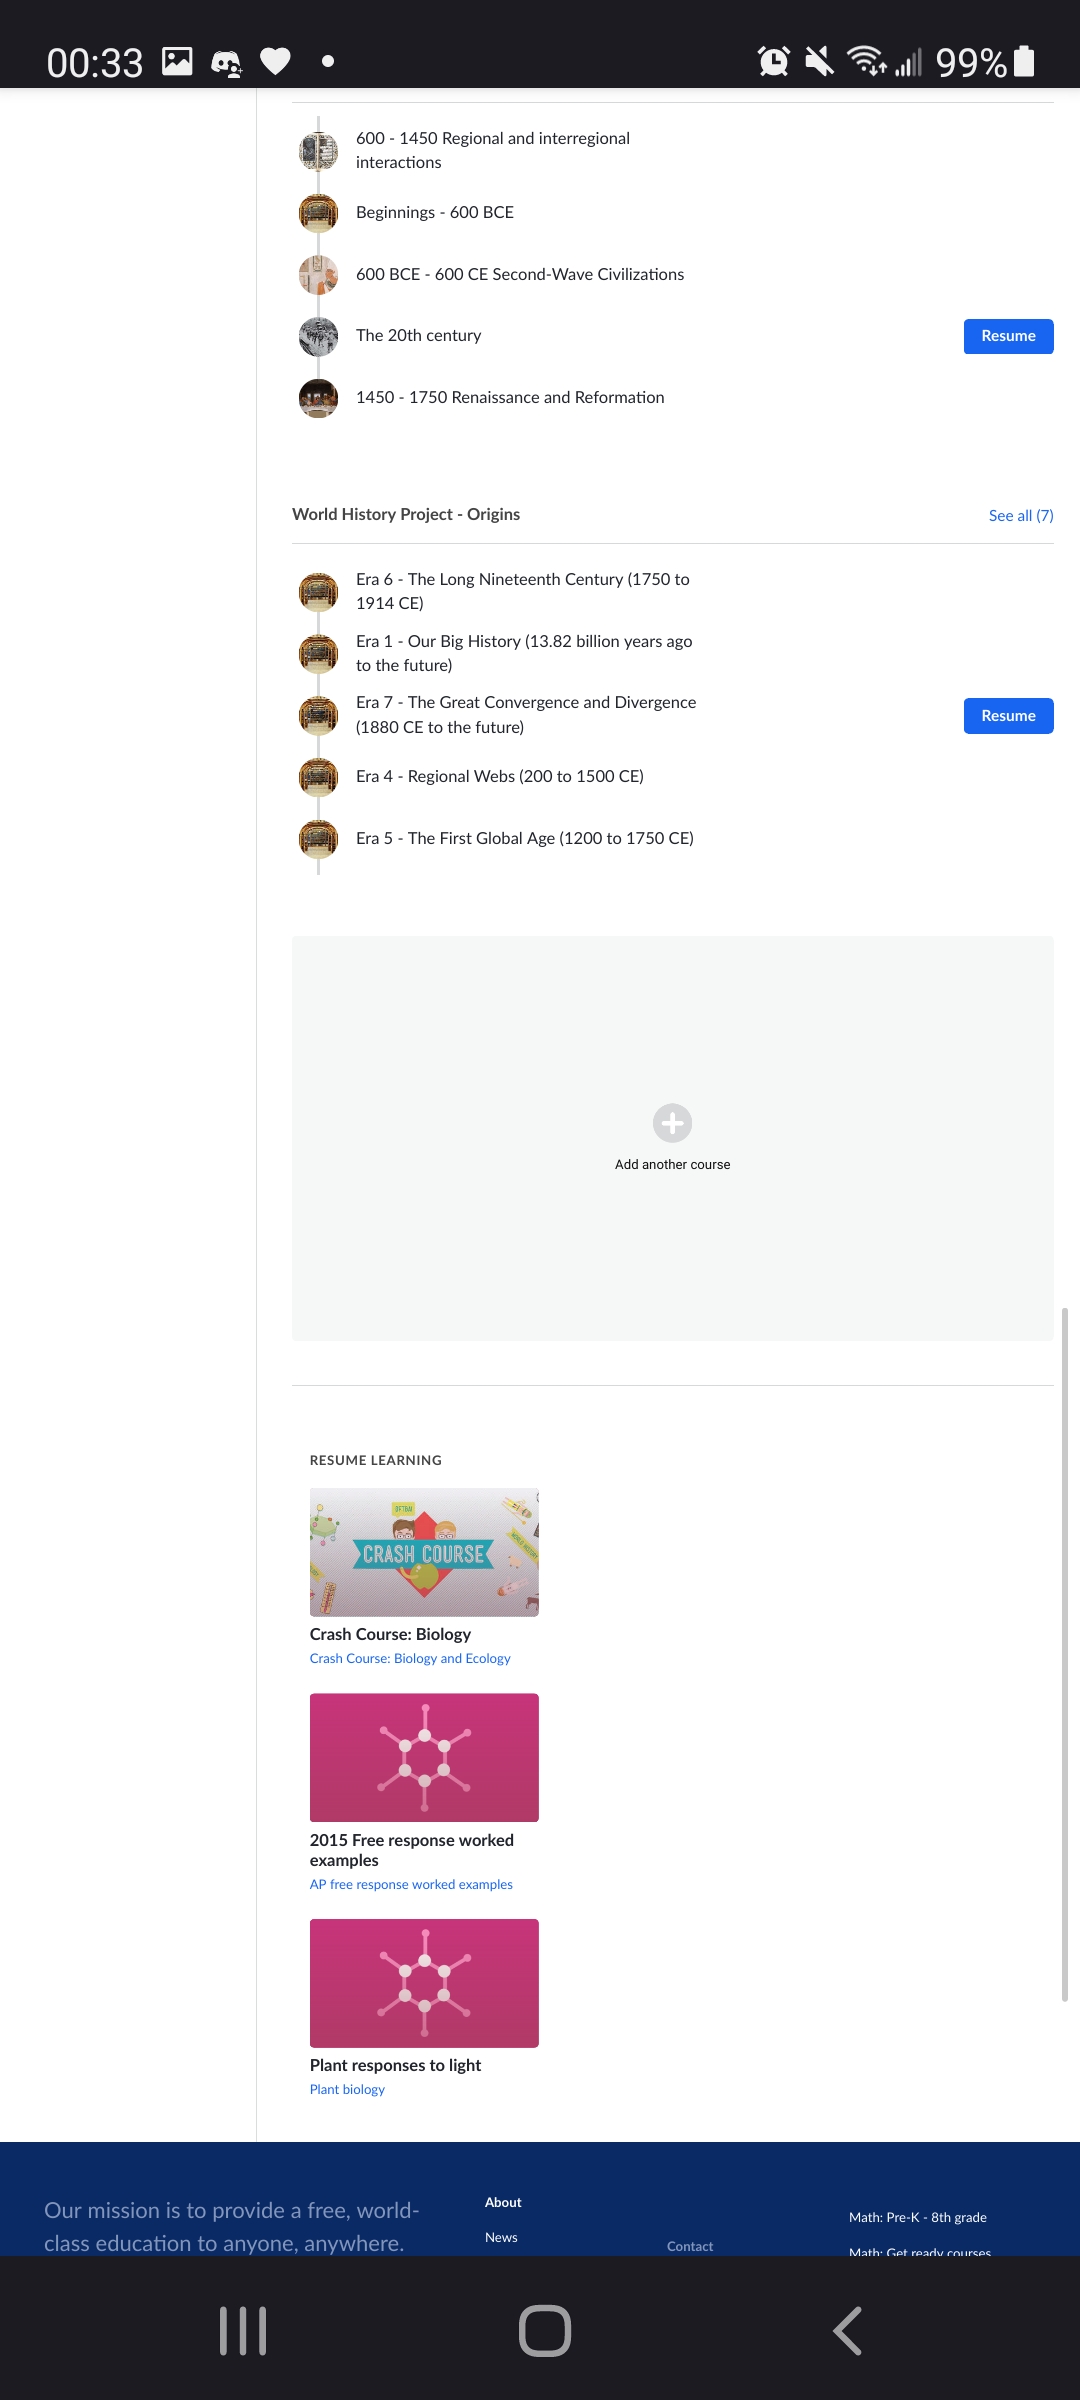 00:33
99%
600 - 1450 Regional and interregional
interactions
Beginnings - 600 BCE
600 BCE - 600 CE Second-Wave Civilizations
The 20th century
Resume
1450 - 1750 Renaissance and Reformation
World History Project - Origins
See all (7)
Era 6 - The Long Nineteenth Century (1750 to
1914 CE)
Era 1 - Our Big History (13.82 billion years ago
to the future)
Era 7 - The Great Convergence and Divergence
(1880 CE to the future)
Resume
Era 4 - Regional Webs (200 to 1500 CE)
Era 5 - The First Global Age (1200 to 1750 CE)
Add another course
RESUME LEARNING
CRASH COURSE
Crash Course: Biology
Crash Course: Biology and Ecology
2015 Free response worked
examples
AP free response worked examples
Plant responses to light
Plant biology
Our mission is to provide a free, world-
class education to anyone, anywhere.
About
News
Contact
Math: Pre-K - 8th grade
Math: Get ready courses